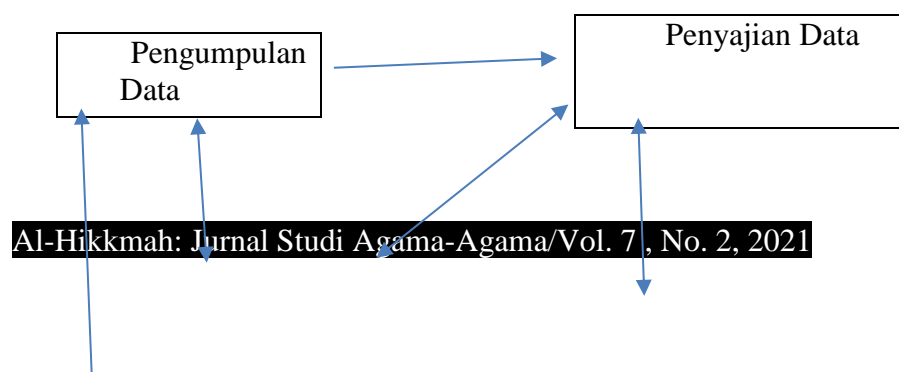 Pengumpulan
Data
Penyajian Data
Al-Hikkmah: Jurnal Studi Agama-Agama/Vol. 7 , No. 2, 2021